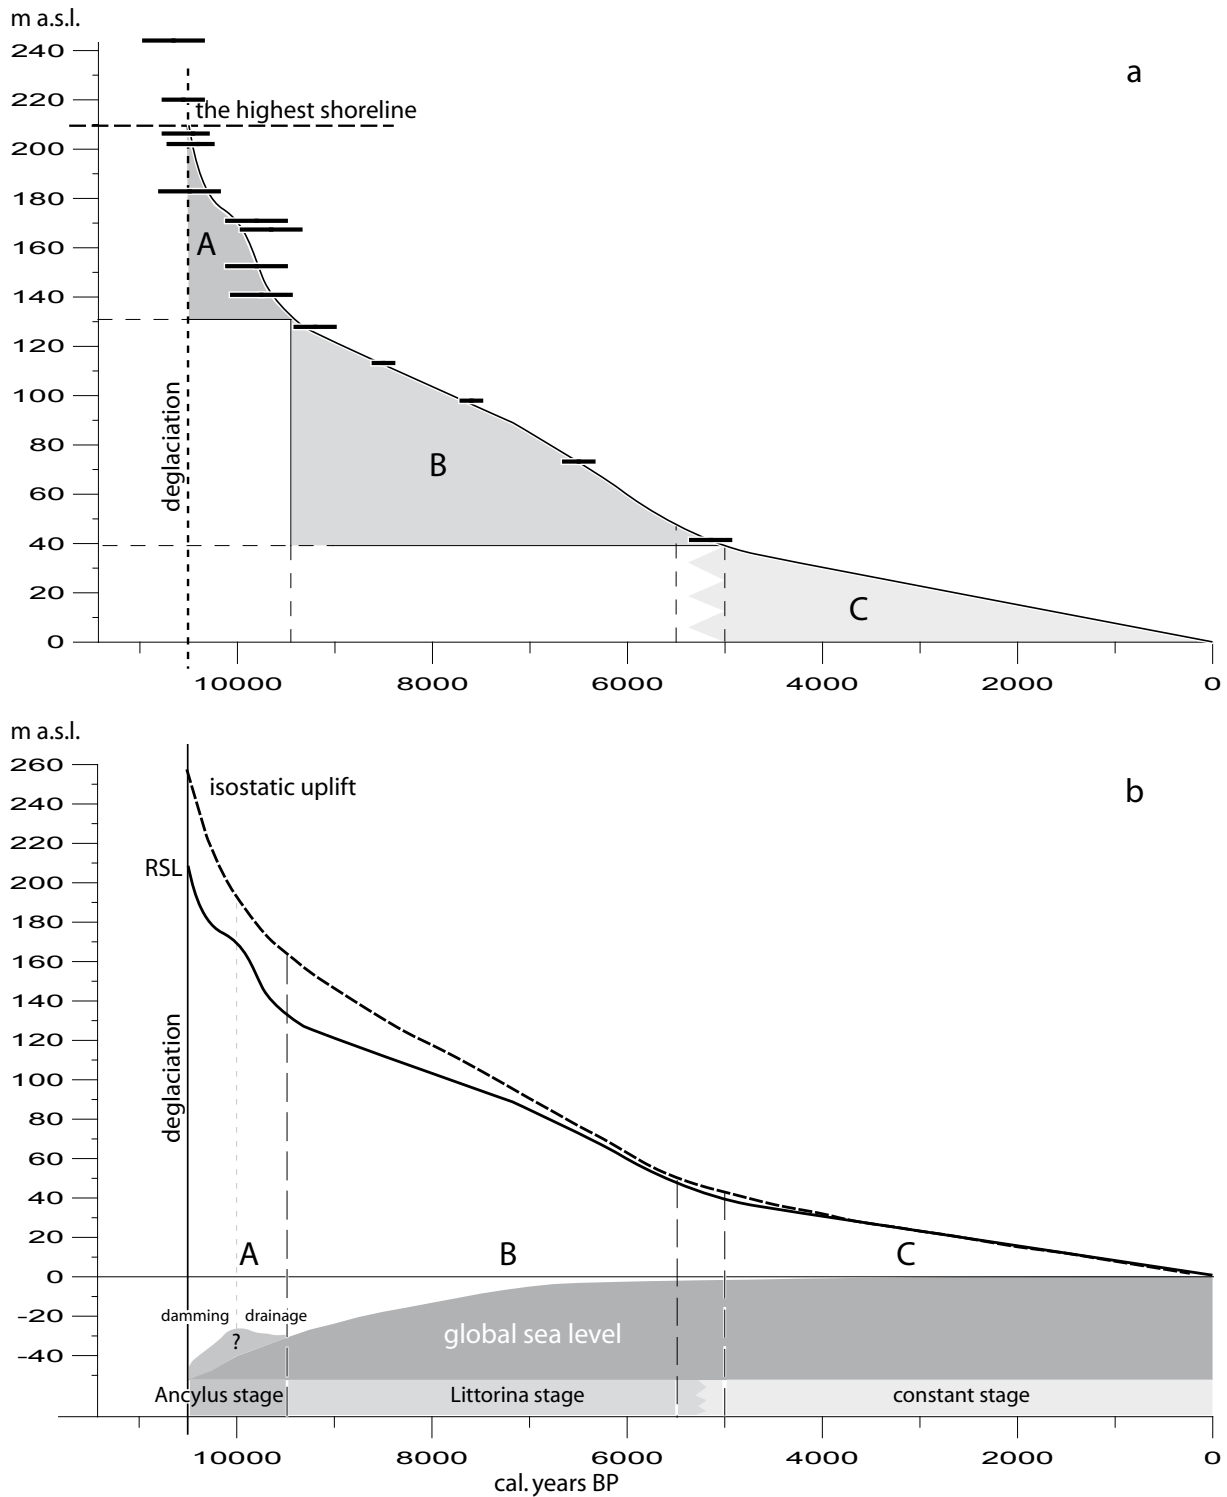 m a.s.l.
240
a
220
the highest shoreline
200
180
A
160
140
120
100
deglaciation
80
B
60
40
20
C
0
10000 8000 6000 4000 2000 0
m a.s.l.
260
isostatic uplift
b
240
220
RSL
200
180
160
140
120
deglaciation
100
80
60
40
20
A B C
0
-20
damming drainage
?
global sea level
-40
Ancylus stage Littorina stage constant stage
10000 8000 6000 4000 2000 0
cal. years BP